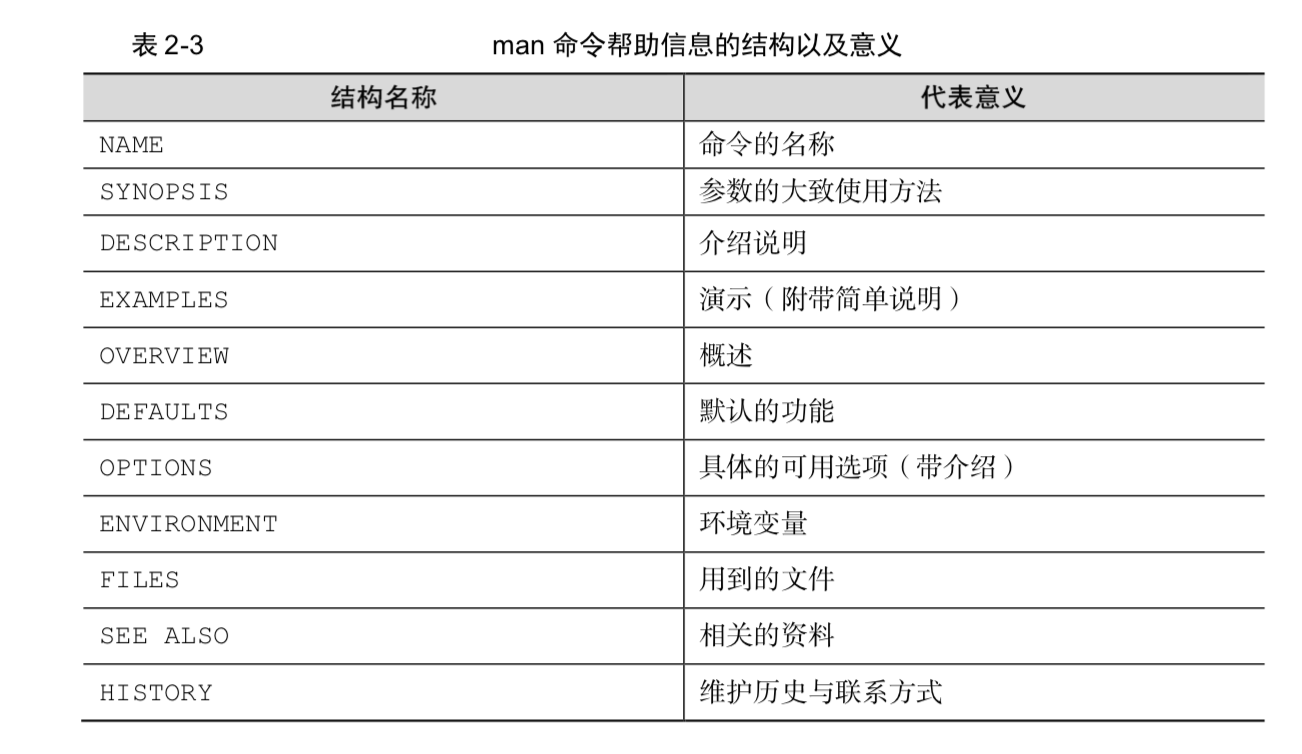 表 2-3 man 命令帮助信息的结构以及意义
结构名称 代表意义
NAME 命令的名称
SYNOPSIS 参数的大致使用方法
DESCRIPTION 介绍说明
EXAMPLES 演示（附带简单说明）
OVERVIEW 概述
DEFAULTS 默认的功能
OPTIONS 具体的可用选项（带介绍）
ENVIRONMENT 环境变量
FILES 用到的文件
SEE ALSO 相关的资料
HISTORY 维护历史与联系方式